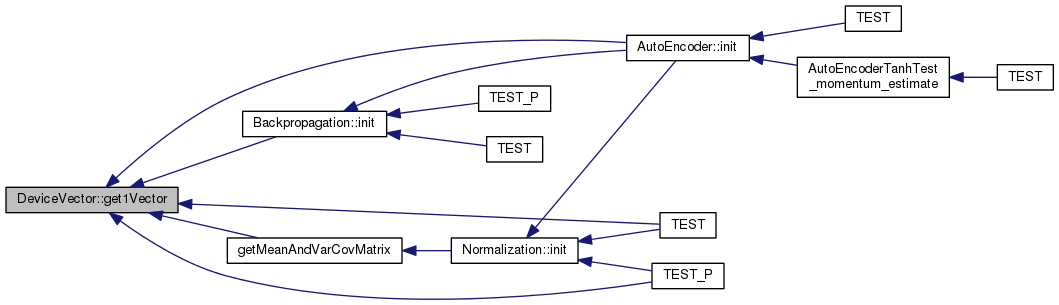 TEST
AutoEncoder::init
AutoEncoderTanhTest
_momentum_estimate
TEST
TEST_P
Backpropagation::init
TEST
DeviceVector::get1Vector
TEST
getMeanAndVarCovMatrix
Normalization::init
TEST_P